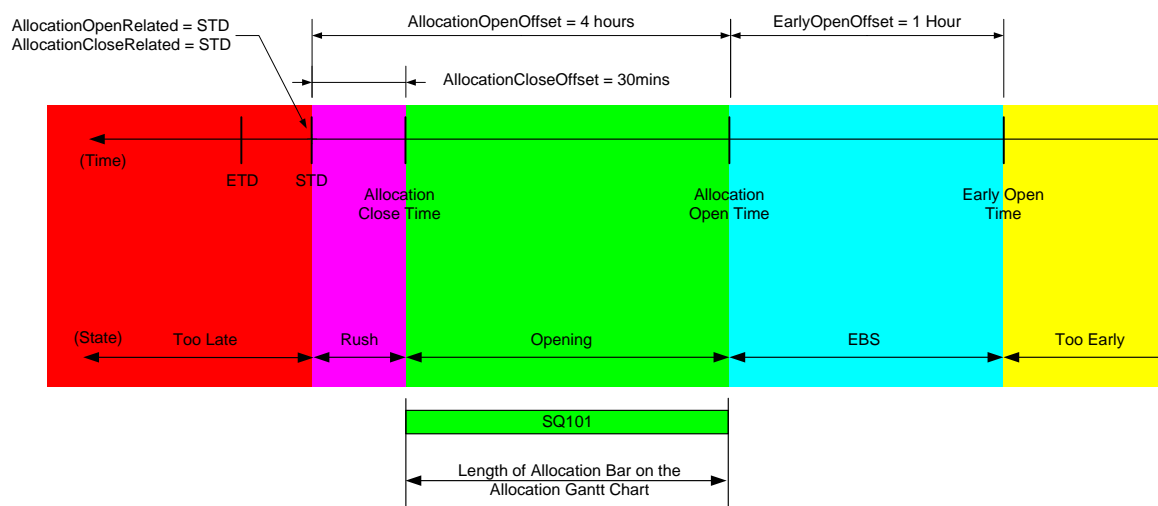 AllocationOpenRelated = STD
AllocationCloseRelated = STD
AllocationOpenOffset = 4 hours
EarlyOpenOffset = 1 Hour
AllocationCloseOffset = 30mins
(Time)
ETD
STD
Allocation
Close Time
Allocation
Open Time
Early Open
Time
(State)
Too Late
Rush
Opening
EBS
Too Early
SQ101
Length of Allocation Bar on the
Allocation Gantt Chart